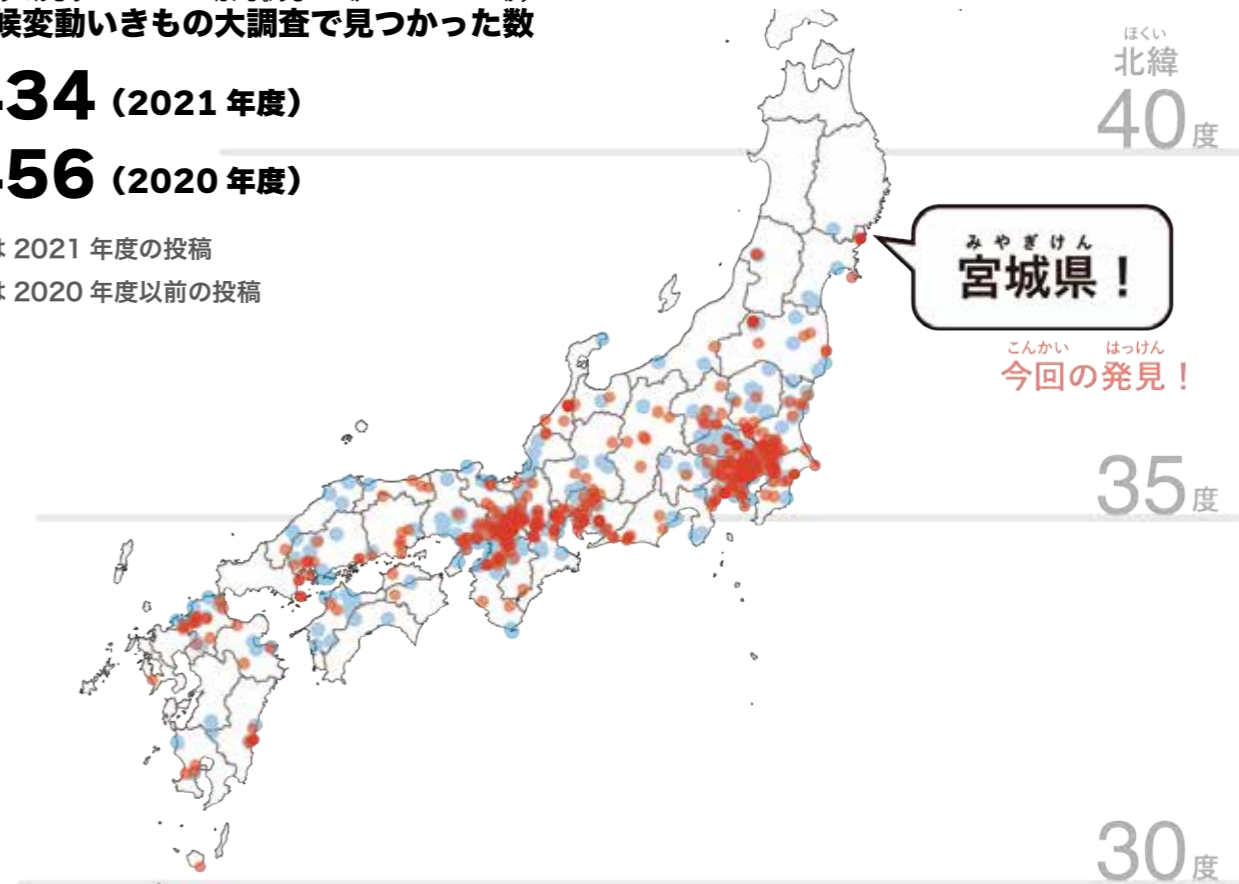 候変動いきもの大調査で見つかった数
434（2021 年度）
456（2020 年度）
は 2021 年度の投稿
は 2020 年度以前の投稿
ほくい
北緯
40度
みやぎけん
宮城県！
こんかい はっけん
今回の発見！
35度
30度